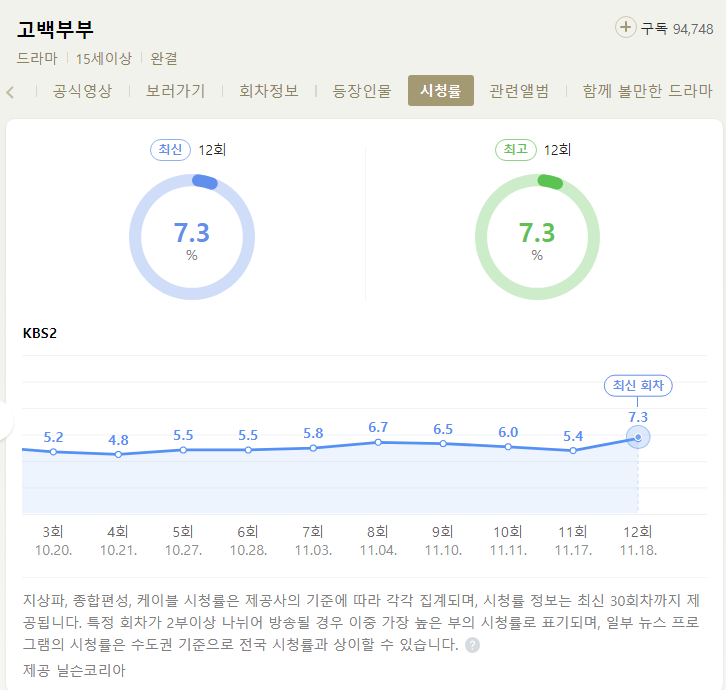 고백부부
구독 94,748
드라마 15세이상 완결
공식영상 보러가기 회차정보 등장인물 시청률 관련앨범 함께 볼만한 드라마
최신 12회
최고 12회
7.3
%
7.3
%
KBS2
최신 회차
5.2 4.8 5.5 5.5 5.8 6.7 6.5 6.0 5.4 7.3
3회 4회 5회 6회 7회 8회 9회 10회 11회 12회
10.20. 10.21. 10.27. 10.28. 11.03. 11.04. 11.10. 11.11. 11.17. 11.18.
지상파, 종합편성, 케이블 시청률은 제공사의 기준에 따라 각각 집계되며, 시청률 정보는 최신 30회차까지 제
공됩니다. 특정 회차가 2부이상 나뉘어 방송될 경우 이중 가장 높은 부의 시청률로 표기되며, 일부 뉴스 프로
그램의 시청률은 수도권 기준으로 전국 시청률과 상이할 수 있습니다. ?
제공 닐슨코리아